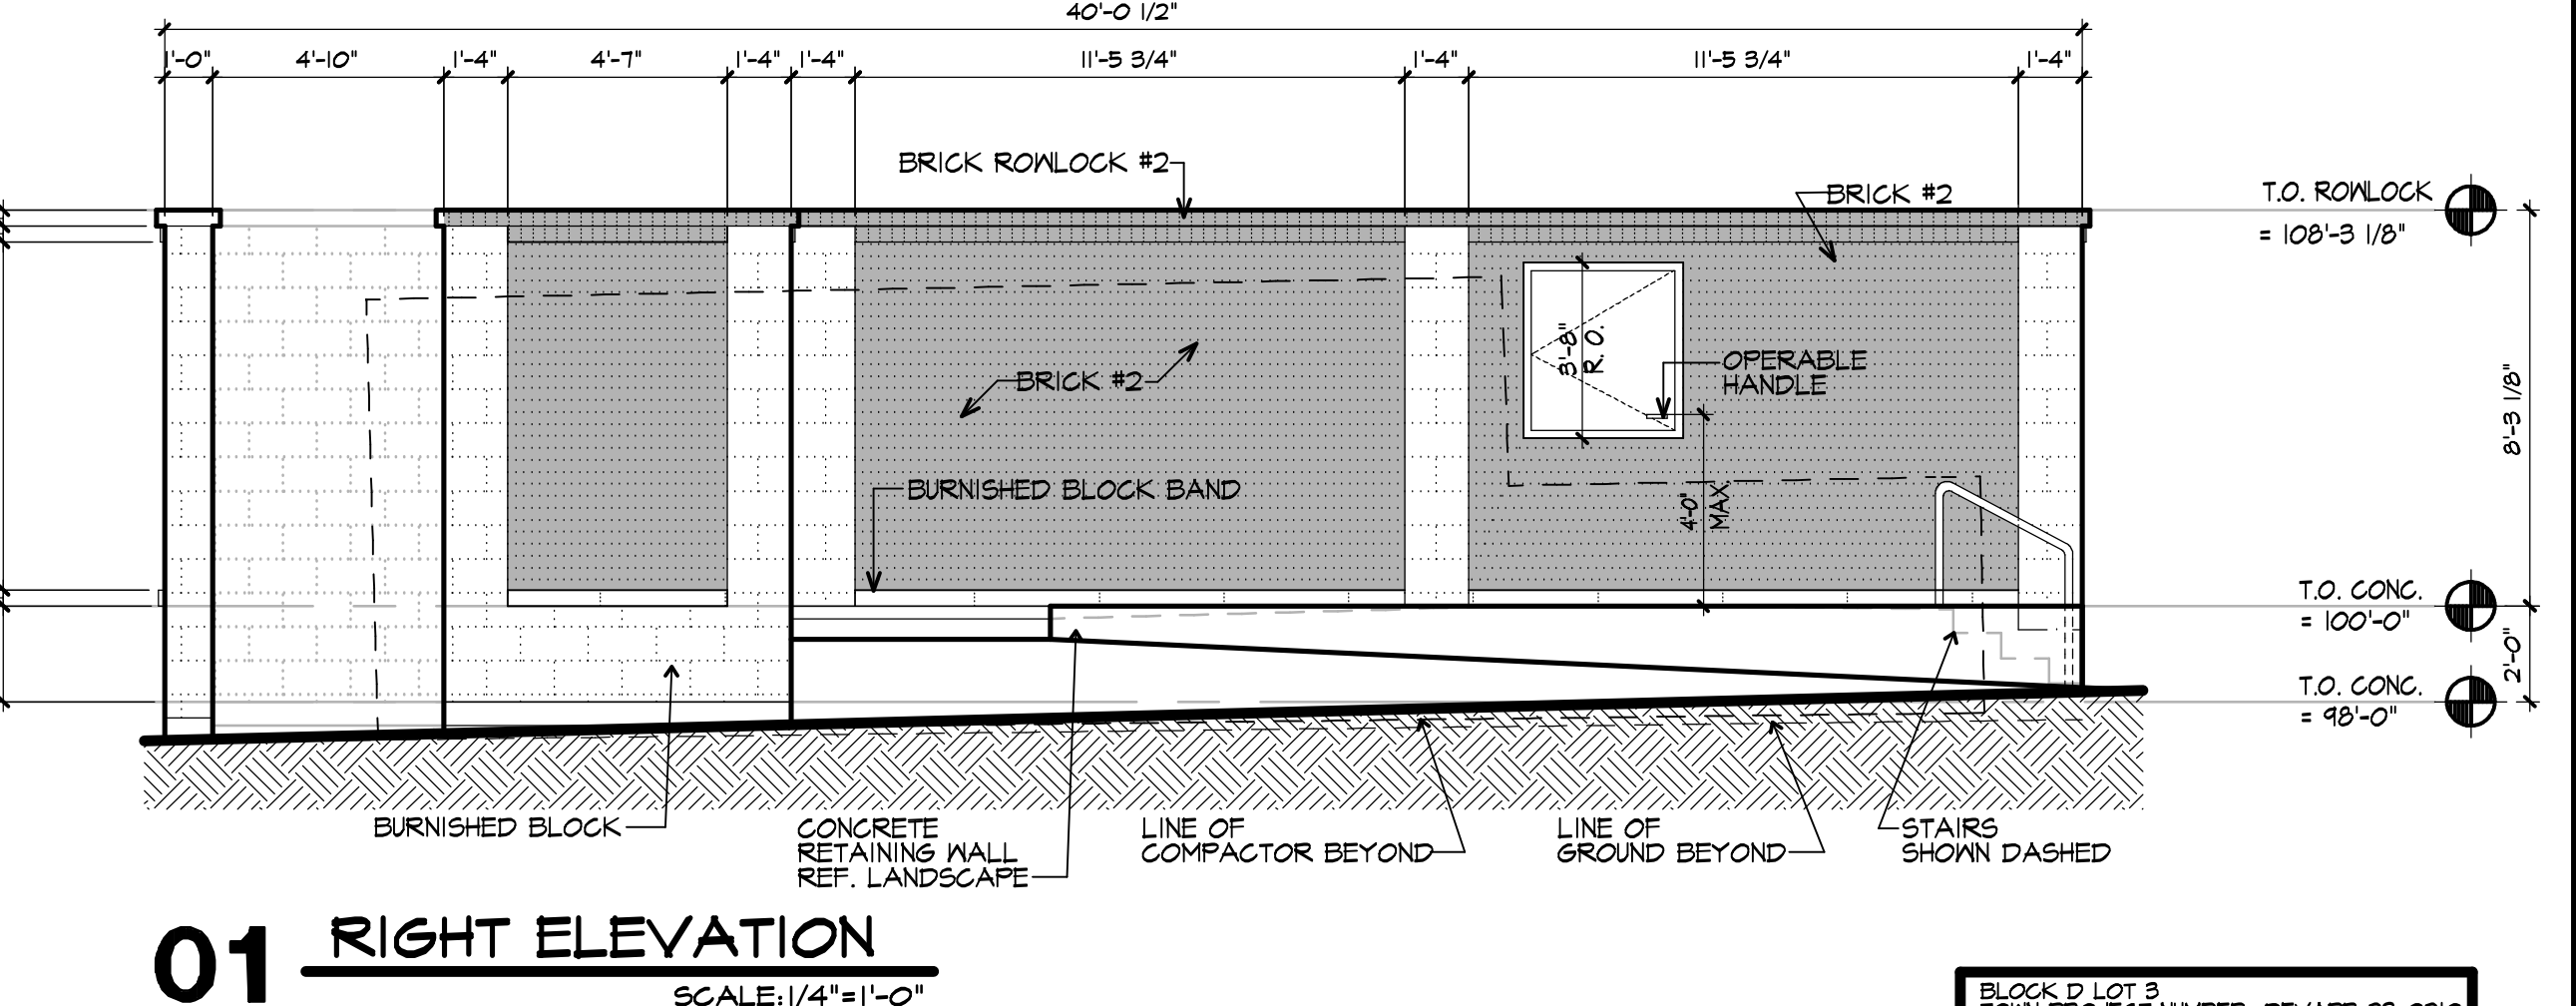 40'-0 1/2"
1'-0"
4'-10"
1'-4"
4'-7"
1'-4"
1'-4"
11'-5 3/4"
1'-4"
11'-5 3/4"
1'-4"
BRICK ROWLOCK #2
BRICK #2
T.O. ROWLOCK
= 108'-3 1/8"
3'-8"
R. O.
OPERABLE
HANDLE
BRICK #2
8'-3 1/8"
BURNISHED BLOCK BAND
4'-0"
MAX.
T.O. CONC.
= 100'-0"
2'-0"
T.O. CONC.
= 98'-0"
BURNISHED BLOCK
CONCRETE
RETAINING WALL
REF. LANDSCAPE
LINE OF
COMPACTOR BEYOND
LINE OF
GROUND BEYOND
STAIRS
SHOWN DASHED
01
RIGHT ELEVATION
SCALE:1/4"=1'-0"
BLOCK D LOT 3